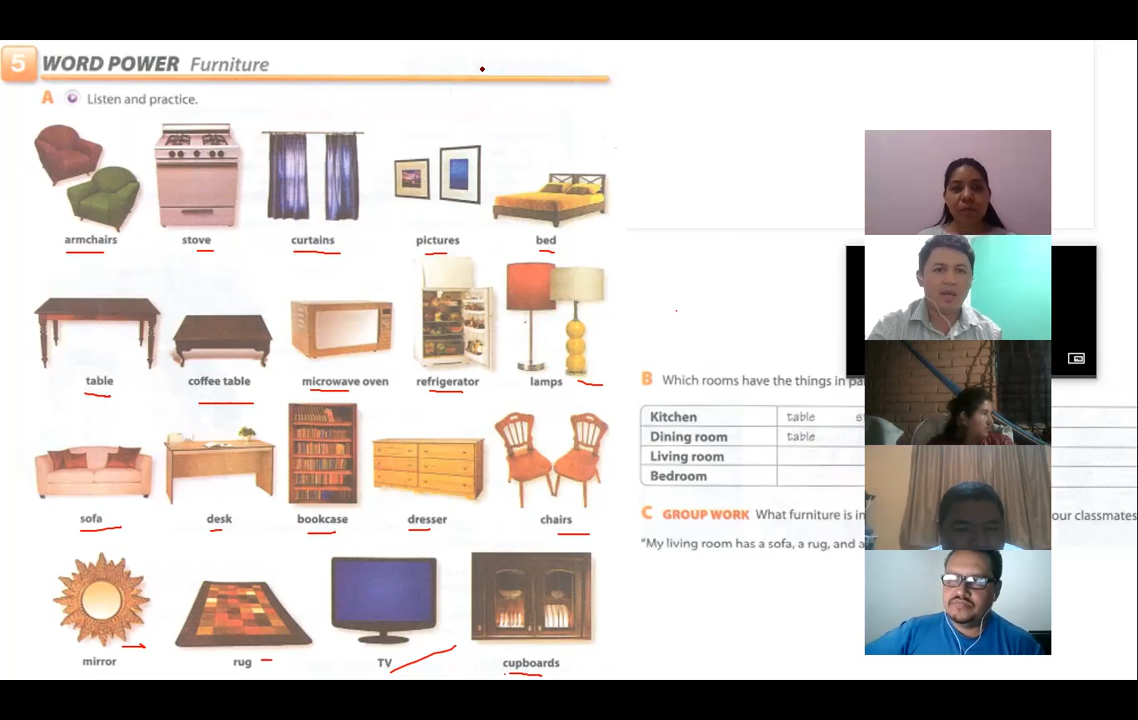 5 WORD POWER Furniture
A Listen and practice.
armchairs stove curtains pictures bed
table coffee table microwave oven refrigerator lamps
sofa desk bookcase dresser chairs
mirror rug TV cupboards
B Which rooms have the things in
Kitchen table
Dining room table
Living room
Bedroom
C GROUP WORK What furniture is in our classmates
"My living room has a sofa, a rug, and a